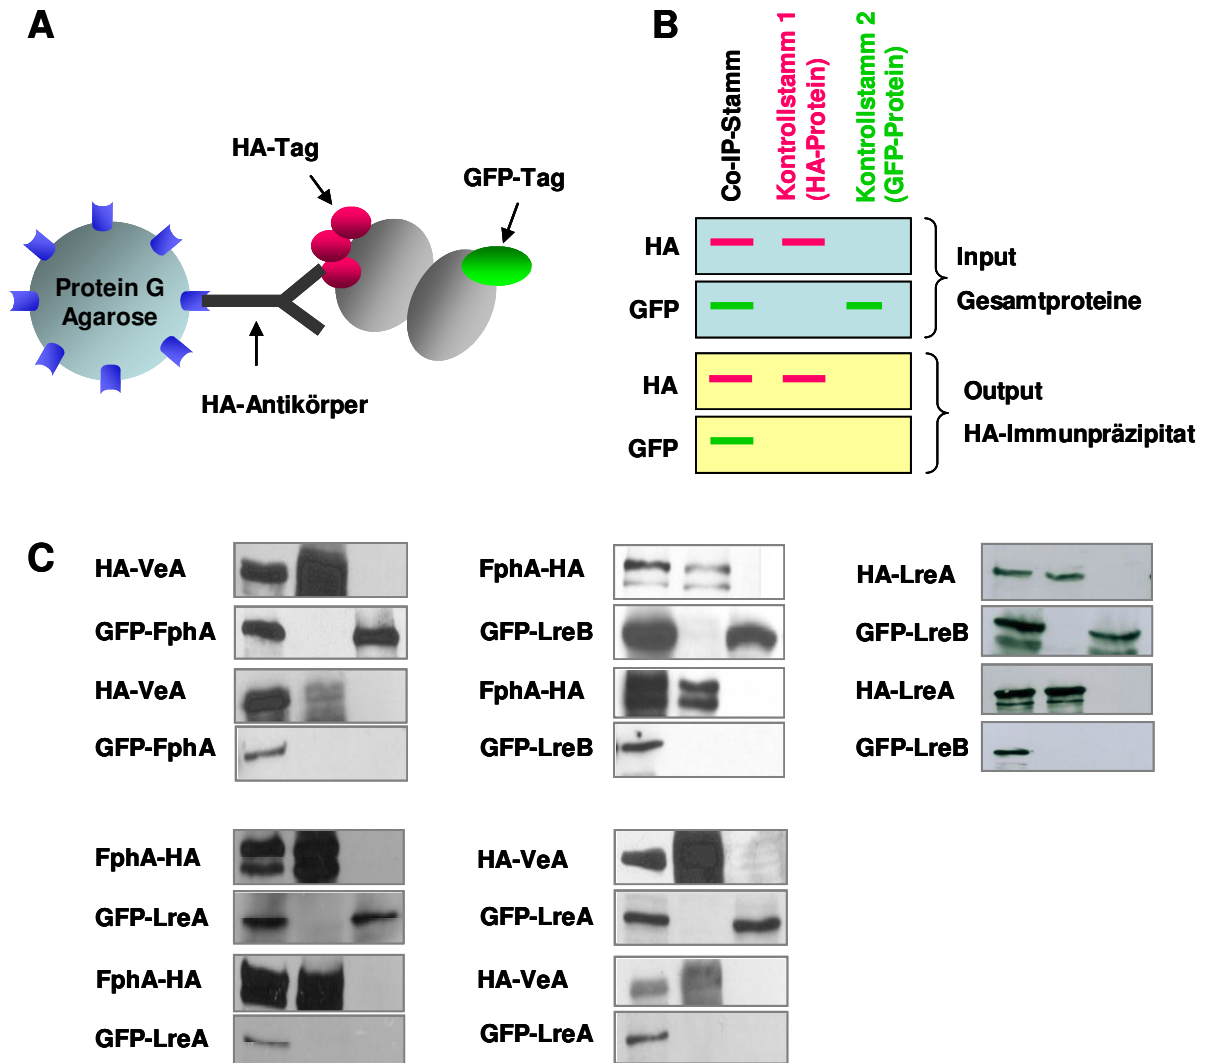 A
HA-Tag
GFP-Tag
Protein G
Agarose
HA-Antikörper
B
Co-IP-Stamm
Kontrollstamm 1
(HA-Protein)
Kontrollstamm 2
(GFP-Protein)
HA
GFP
HA
GFP
Input
Gesamtproteine
Output
HA-Immunpräzipitat
C
HA-VeA
GFP-FphA
HA-VeA
GFP-FphA
FphA-HA
GFP-LreB
FphA-HA
GFP-LreB
HA-LreA
GFP-LreB
HA-LreA
GFP-LreB
FphA-HA
GFP-LreA
FphA-HA
GFP-LreA
HA-VeA
GFP-LreA
HA-VeA
GFP-LreA